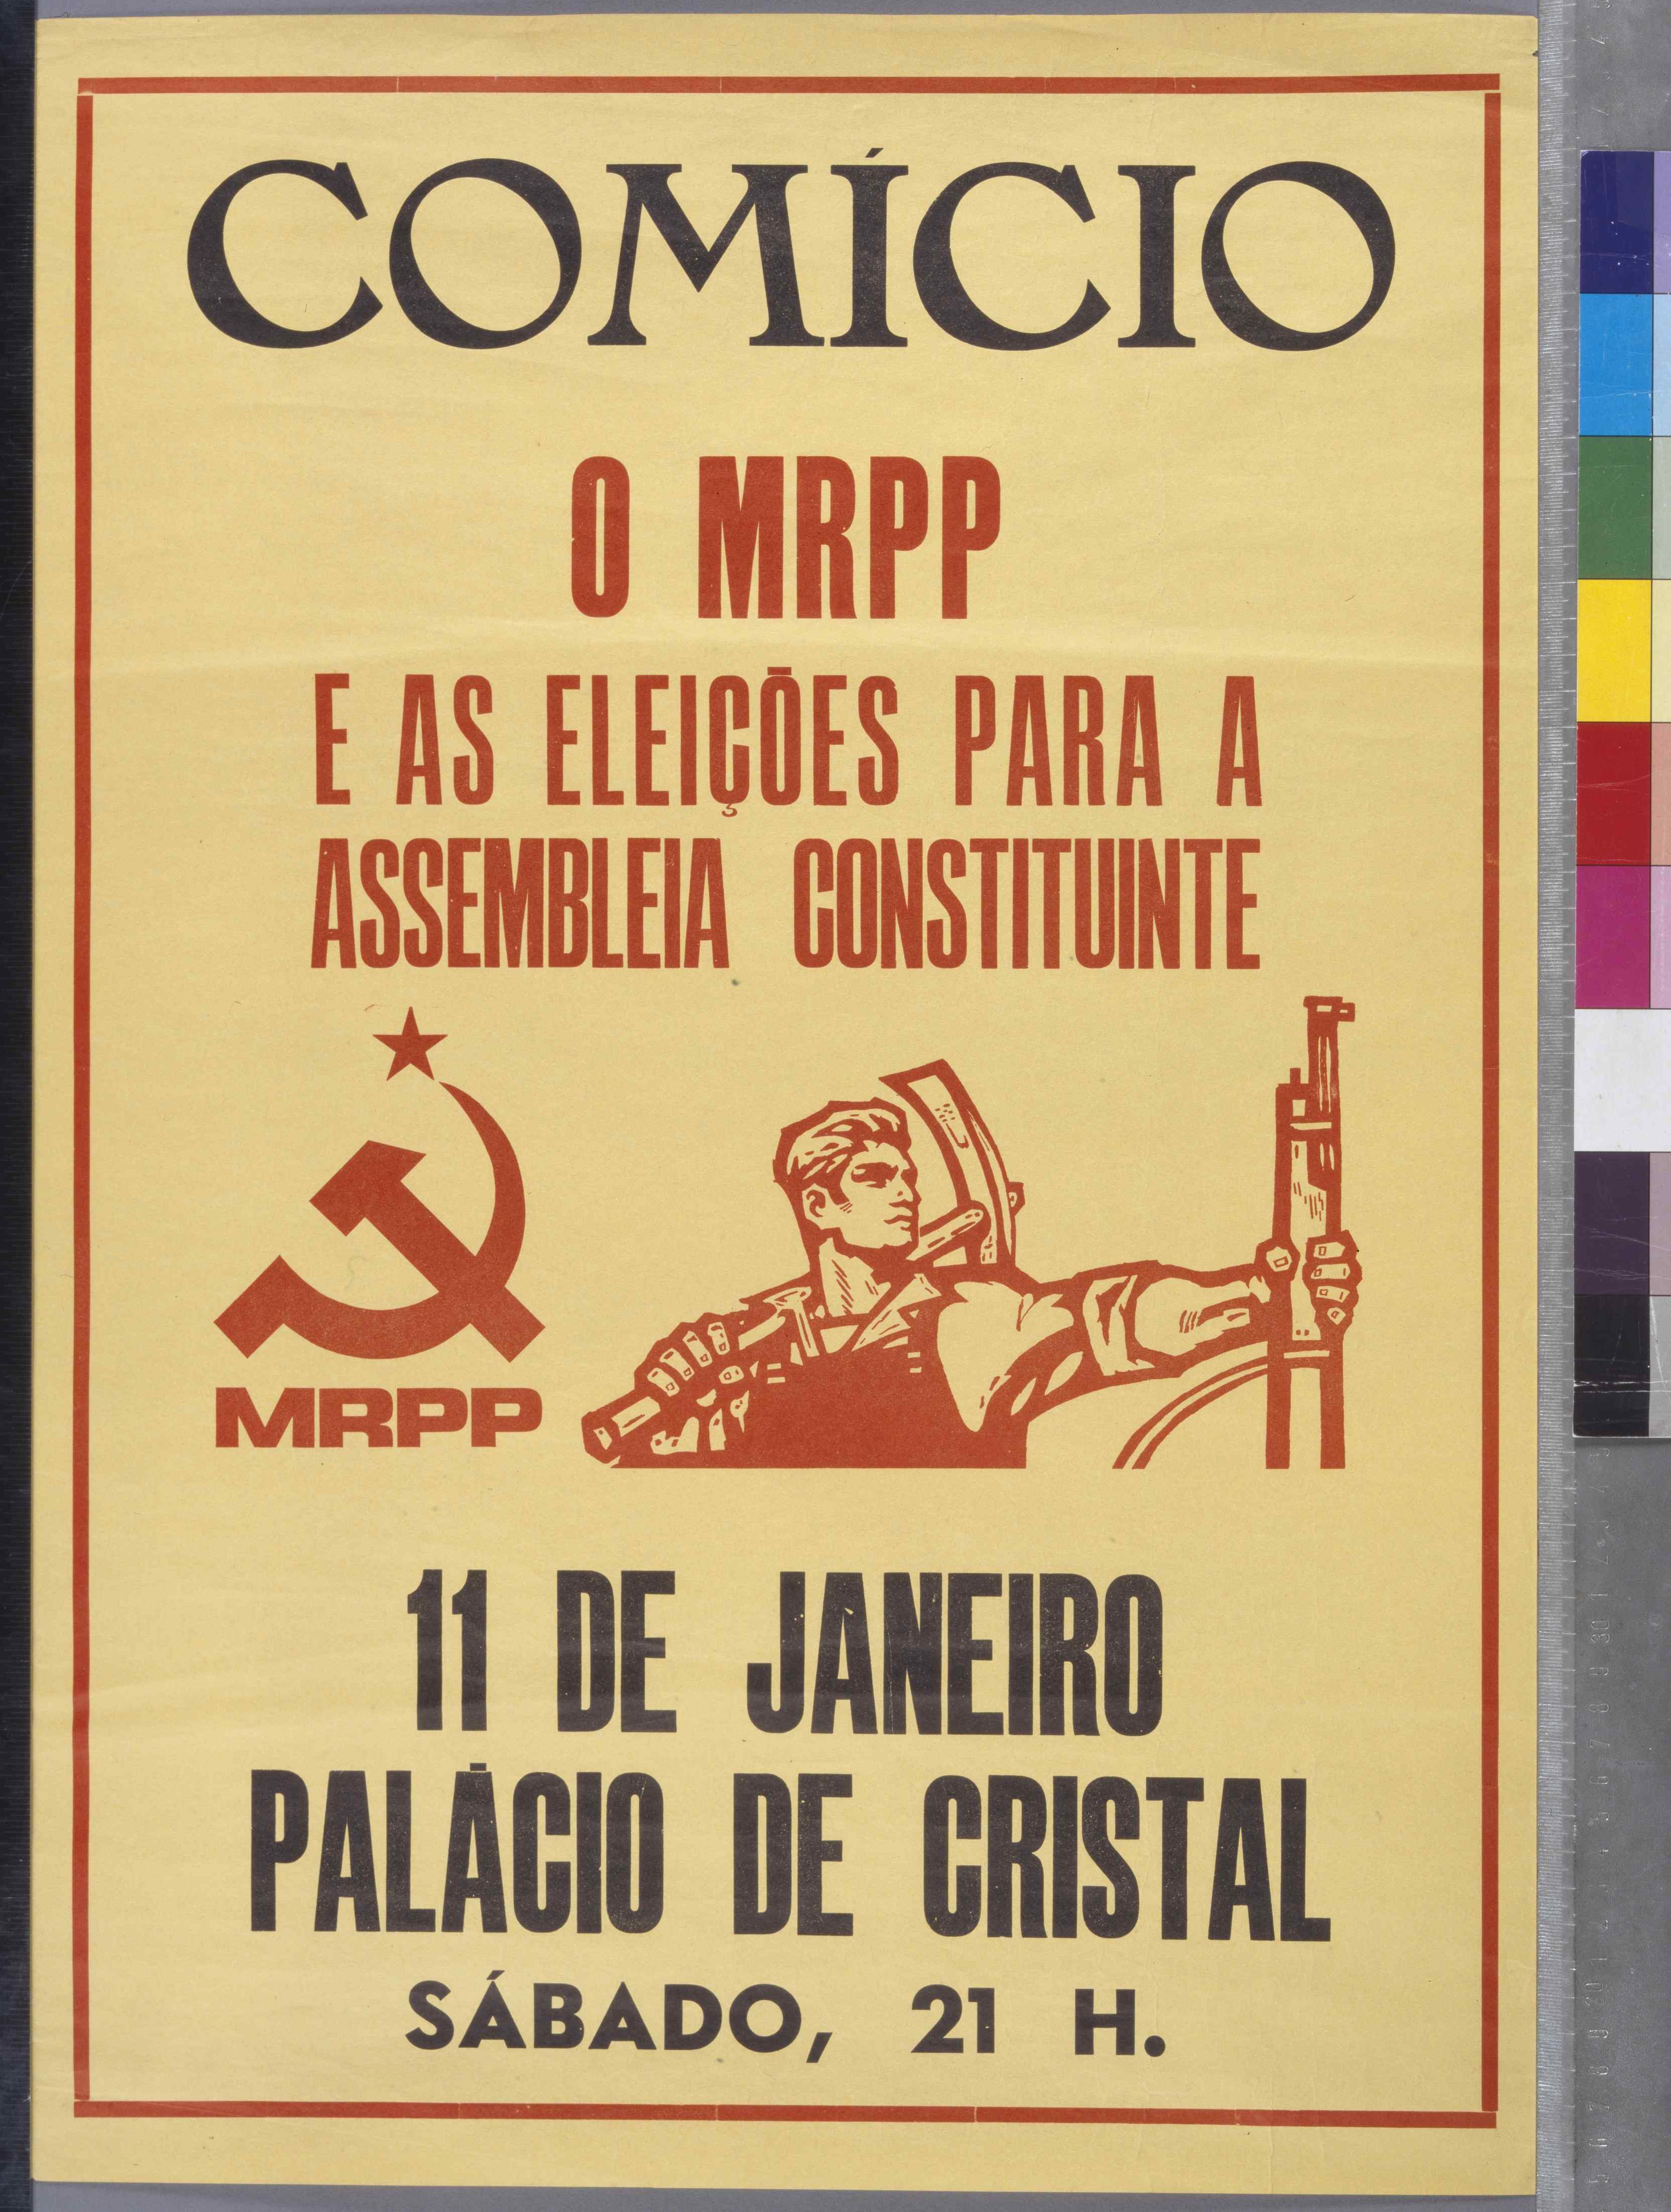 COMÍCIO
O MRPP
E AS ELEIÇÕES PARA A
ASSEMBLEIA CONSTITUINTE
MRPP
11 DE JANEIRO
PALÁCIO DE CRISTAL
SÁBADO, 21 H.